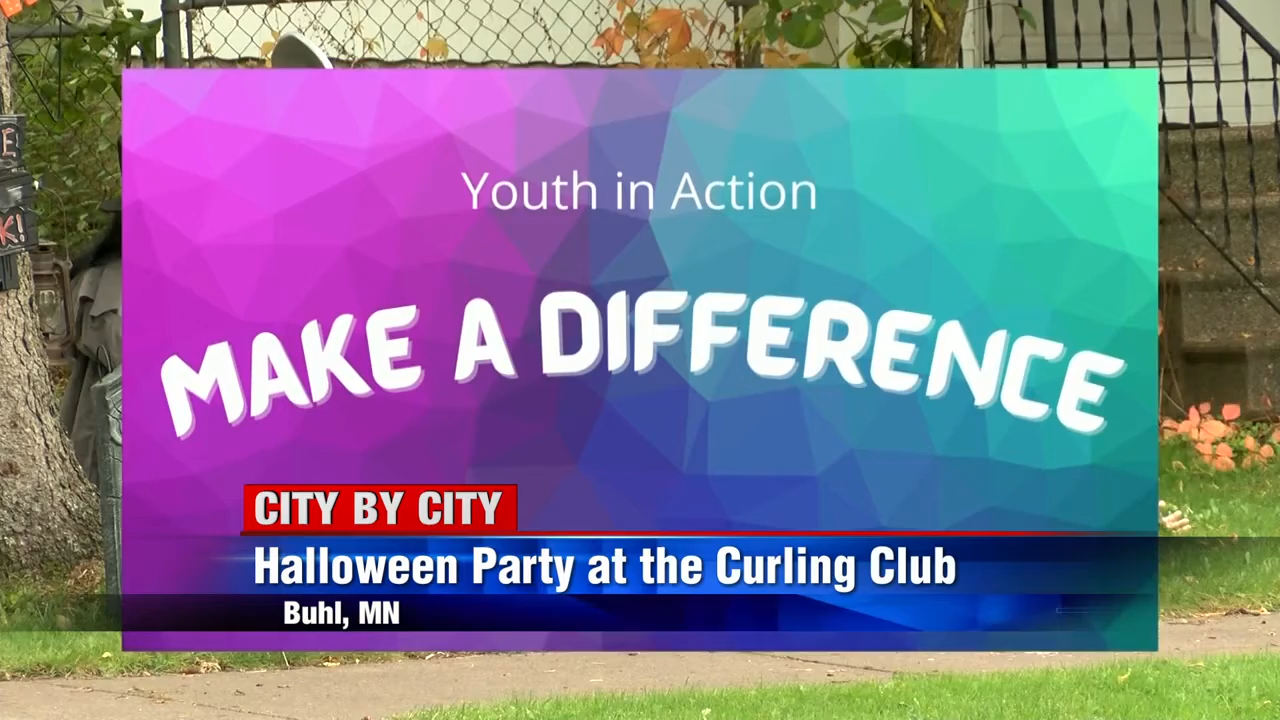 E
K!
Youth in Action
MAKE A DIFFERENCE
CITY BY CITY
Halloween Party at the Curling Club
Buhl, MN